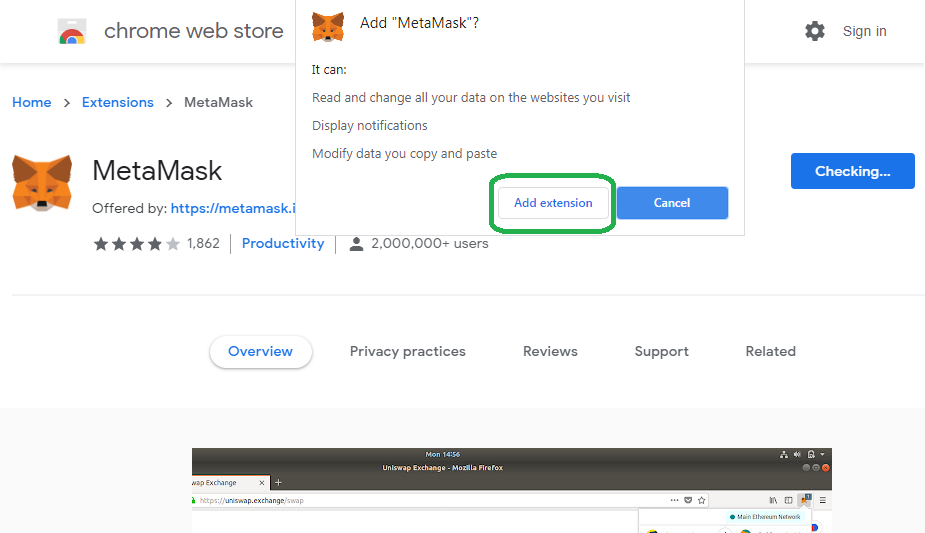 chrome web store
Sign in
Add "MetaMask"?
It can:
Read and change all your data on the websites you visit
Display notifications
Modify data you copy and paste
Add extension Cancel
Home > Extensions > MetaMask
MetaMask
Checking...
Offered by: https://metamask.i
1,862 Productivity 2,000,000+ users
Overview Privacy practices Reviews Support Related
Mon 14:56
Uniswap Exchange - Mozilla Firefox
wap Exchange × +
https://uniswap.exchange/swap
Main Ethereum Network